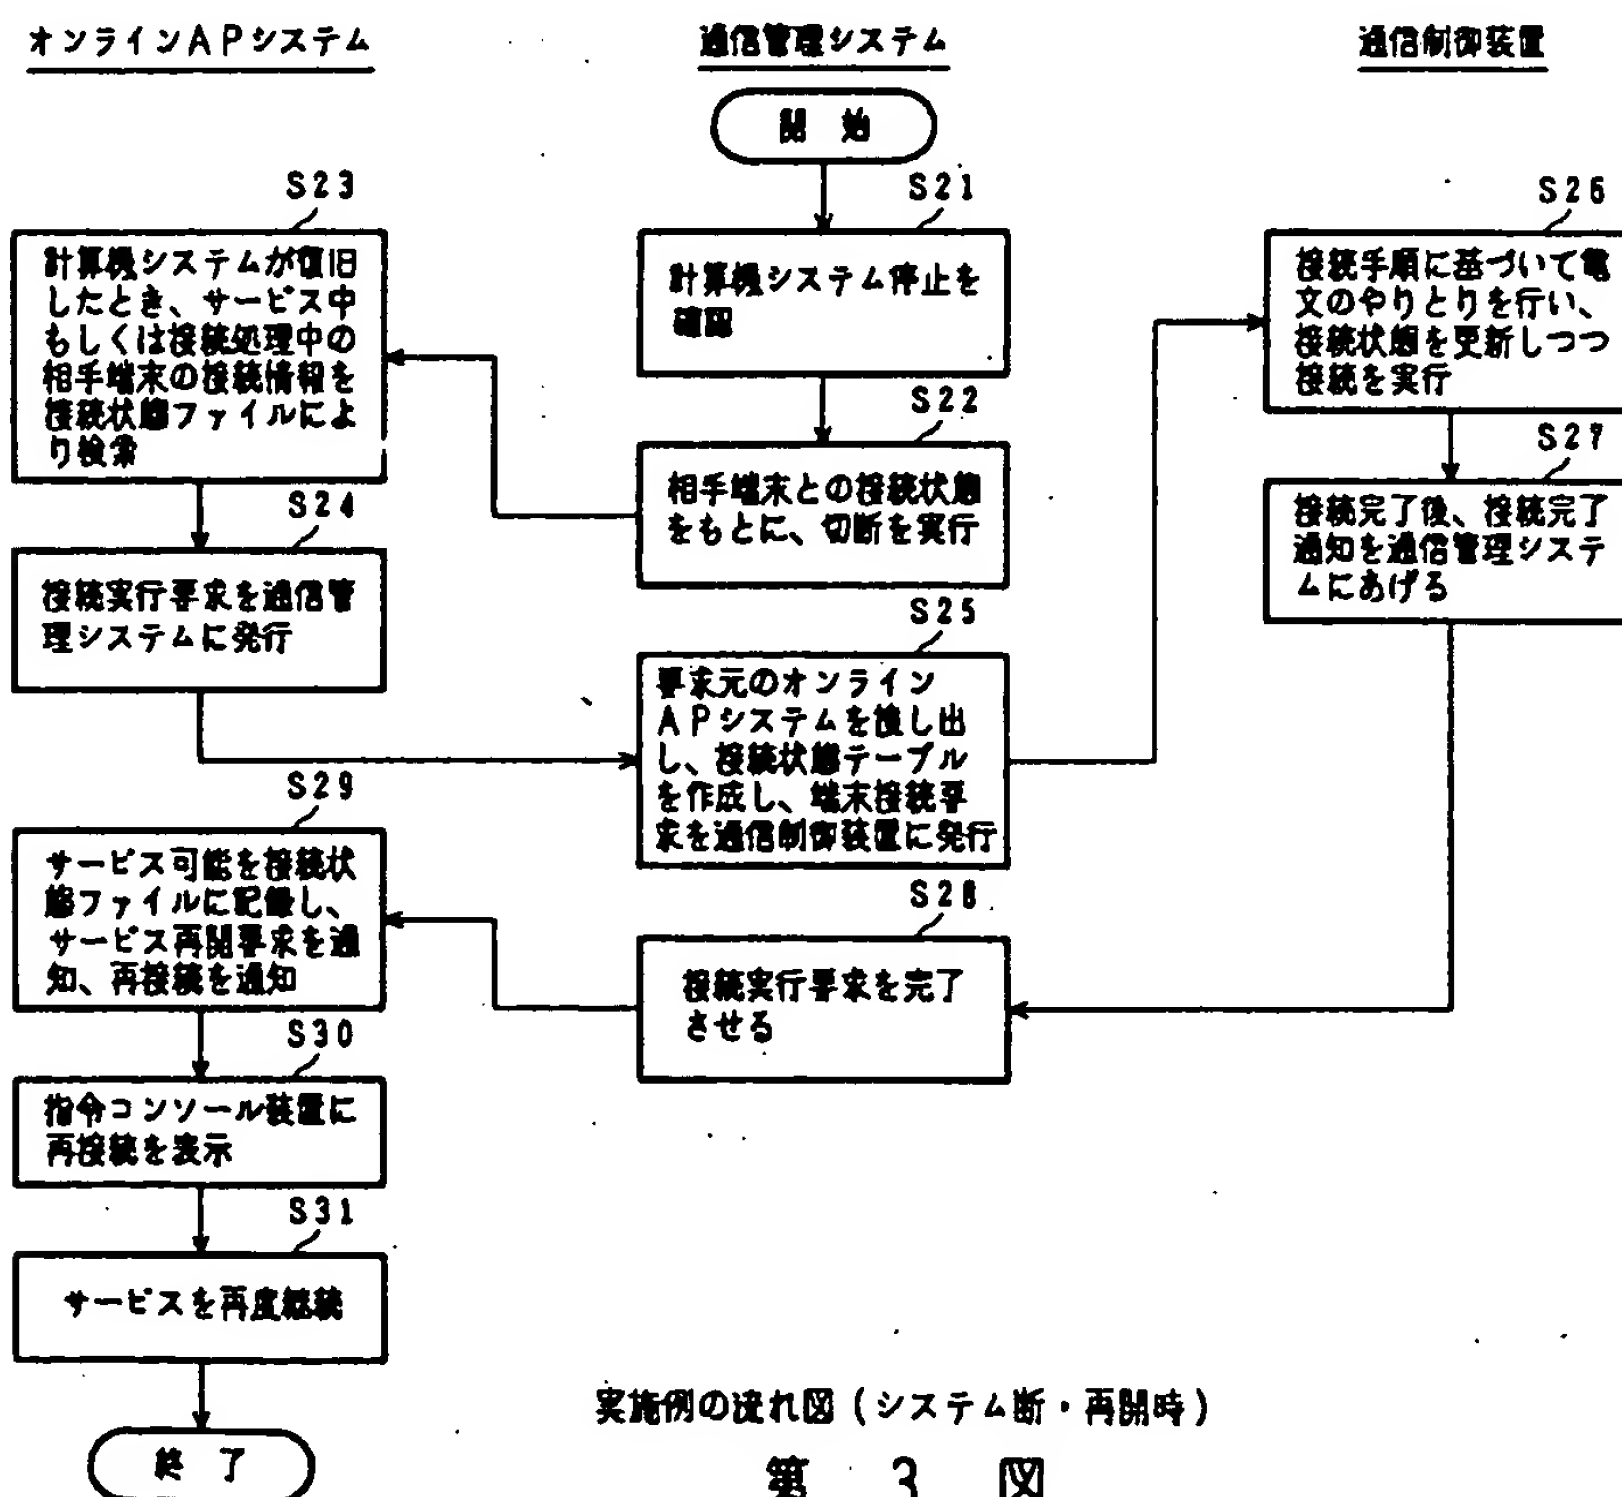 オンラインAPシステム
通信管理システム
通信制御装置
開 始
S21
計算機システム停止を
確認
S22
相手端末との接続状態
をもとに、切断を実行
S23
計算機システムが復旧
したとき、サービス中
もしくは接続処理中の
相手端末の接続情報を
接続状態ファイルによ
り検索
S24
接続実行要求を通信管
理システムに発行
S25
要求元のオンライン
APシステムを捜し出
し、接続状態テーブル
を作成し、端末接続要
求を通信制御装置に発行
S26
接続手順に基づいて電
文のやりとりを行い、
接続状態を更新しつつ
接続を実行
S27
接続完了後、接続完了
通知を通信管理システ
ムにあげる
S28
接続実行要求を完了
させる
S29
サービス可能を接続状
態ファイルに記録し、
サービス再開要求を通
知、再接続を通知
S30
指令コンソール装置に
再接続を表示
S31
サービスを再度継続
終 了
実施例の流れ図(システム断・再開時)
第 3 図